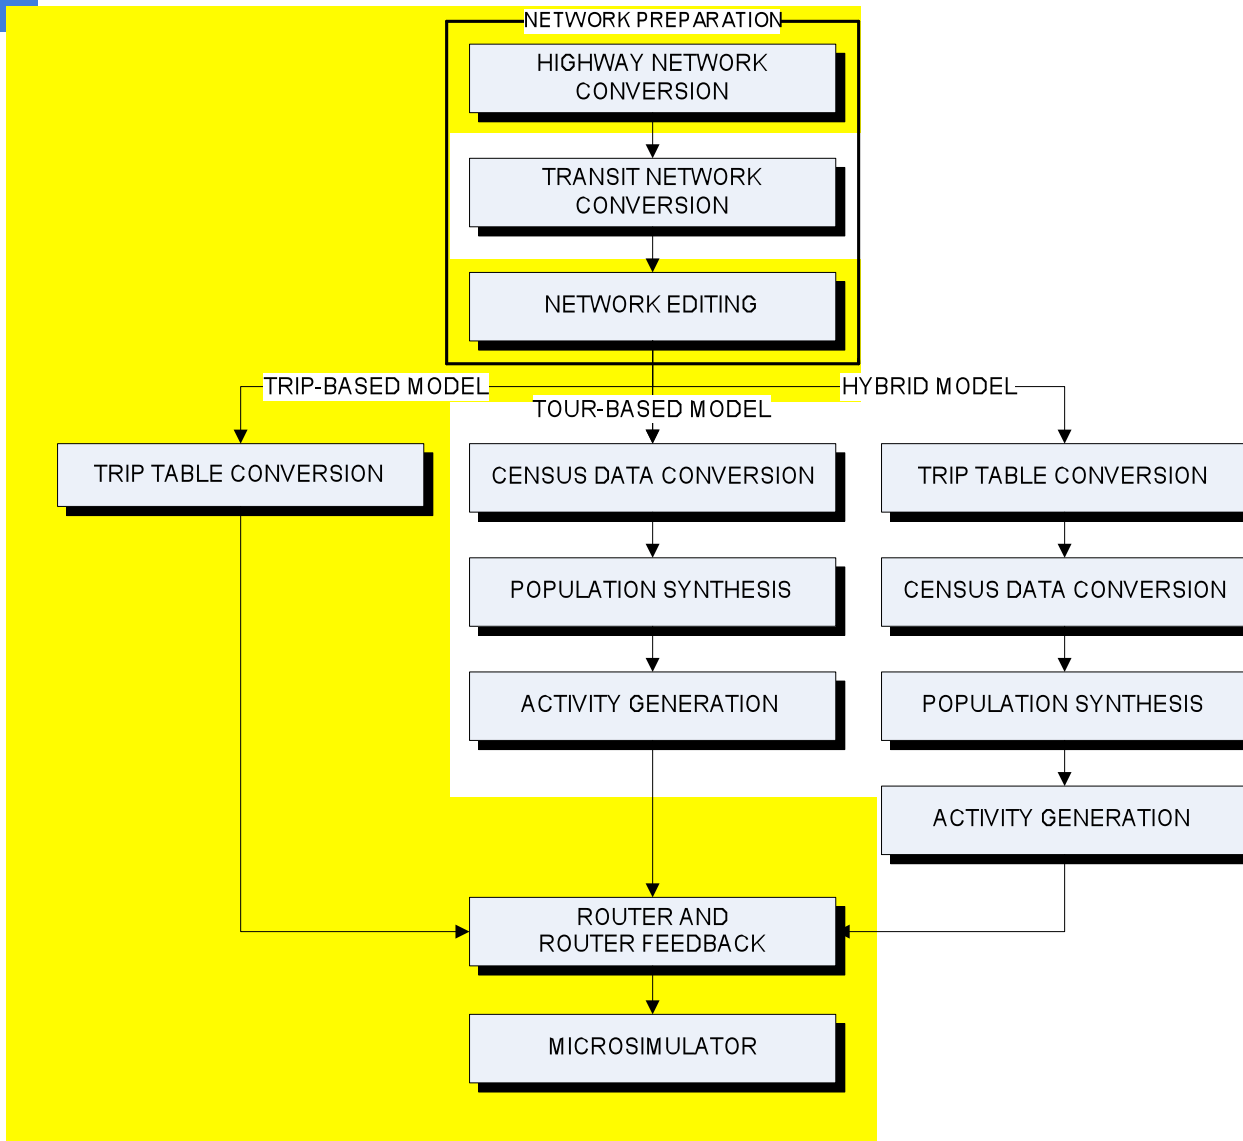 NETWORK PREPARATION
HIGHWAY NETWORK
CONVERSION
TRANSIT NETWORK
CONVERSION
NETWORK EDITING
TRIP-BASED MODEL
HYBRID MODEL
TOUR-BASED MODEL
TRIP TABLE CONVERSION
CENSUS DATA CONVERSION
TRIP TABLE CONVERSION
POPULATION SYNTHESIS
CENSUS DATA CONVERSION
ACTIVITY GENERATION
POPULATION SYNTHESIS
ACTIVITY GENERATION
ROUTER AND
ROUTER FEEDBACK
MICROSIMULATOR